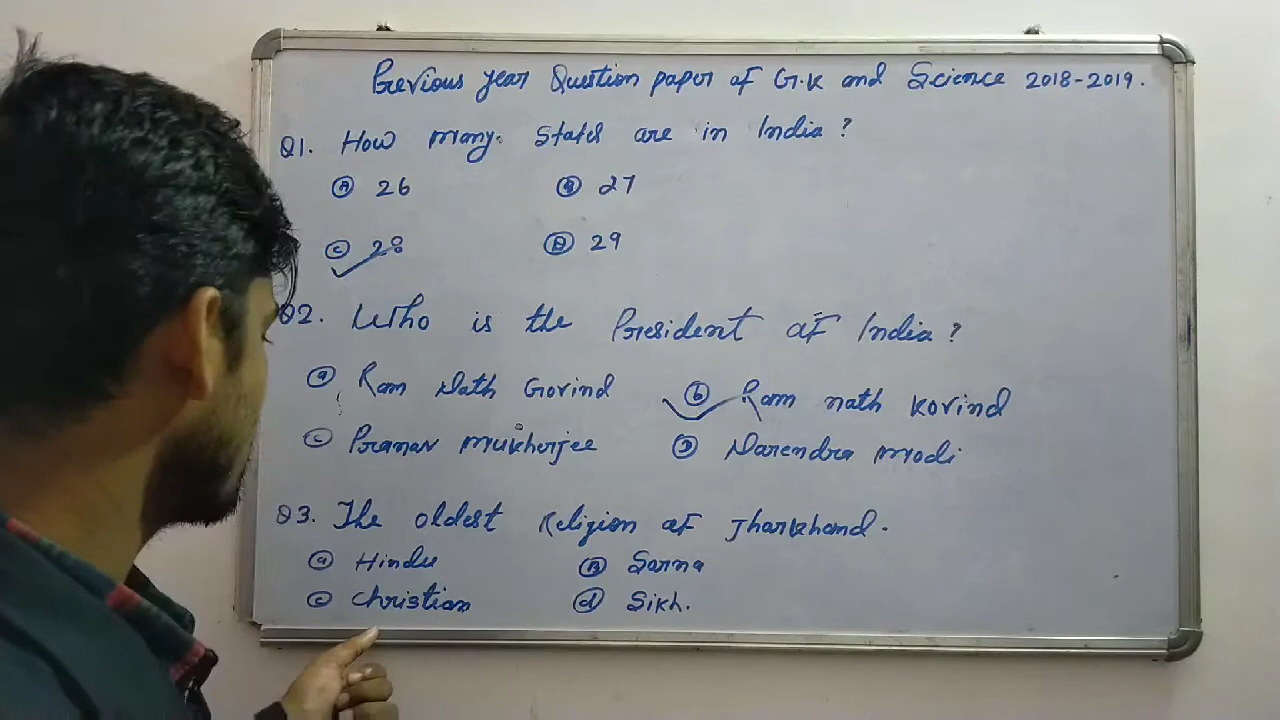 Previous year Question paper of G.K and Science 2018-2019.
Q1. How many states are in India?
Ⓐ 26 Ⓑ 27
Ⓒ 28 Ⓓ 29
Q2. Who is the President of India?
ⓐ Ram Nath Govind ⓑ Ram nath Kovind
ⓒ Pranav Mukherjee Ⓓ Narendra Modi
Q3. The oldest Religion of Jharkhand.
ⓐ Hindu Ⓑ Sarna
ⓒ Christian ⓓ Sikh.